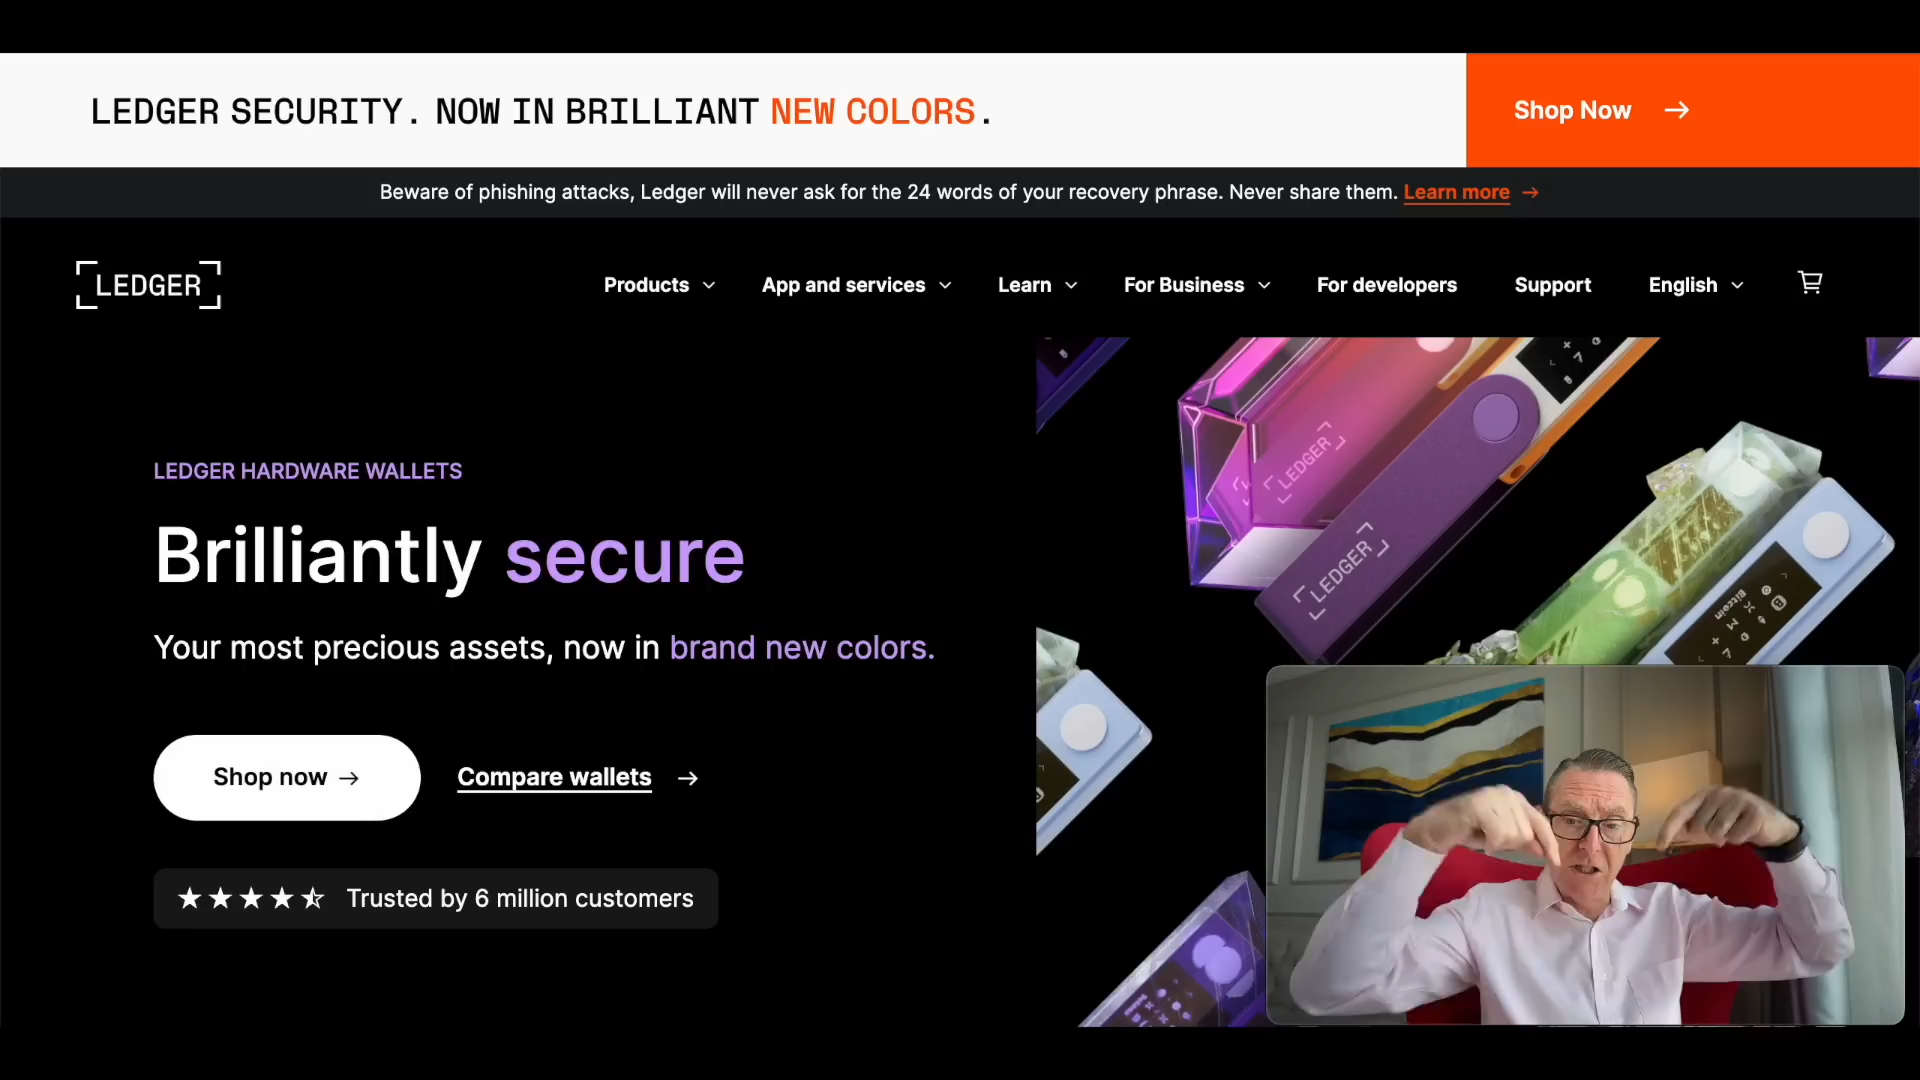 LEDGER SECURITY. NOW IN BRILLIANT NEW COLORS.
Shop Now →
Beware of phishing attacks, Ledger will never ask for the 24 words of your recovery phrase. Never share them. Learn more →
LEDGER
Products
App and services
Learn
For Business
For developers
Support
English
LEDGER HARDWARE WALLETS
Brilliantly secure
Your most precious assets, now in brand new colors.
Shop now →
Compare wallets →
Trusted by 6 million customers
LEDGER
LEDGER
Bitcoin